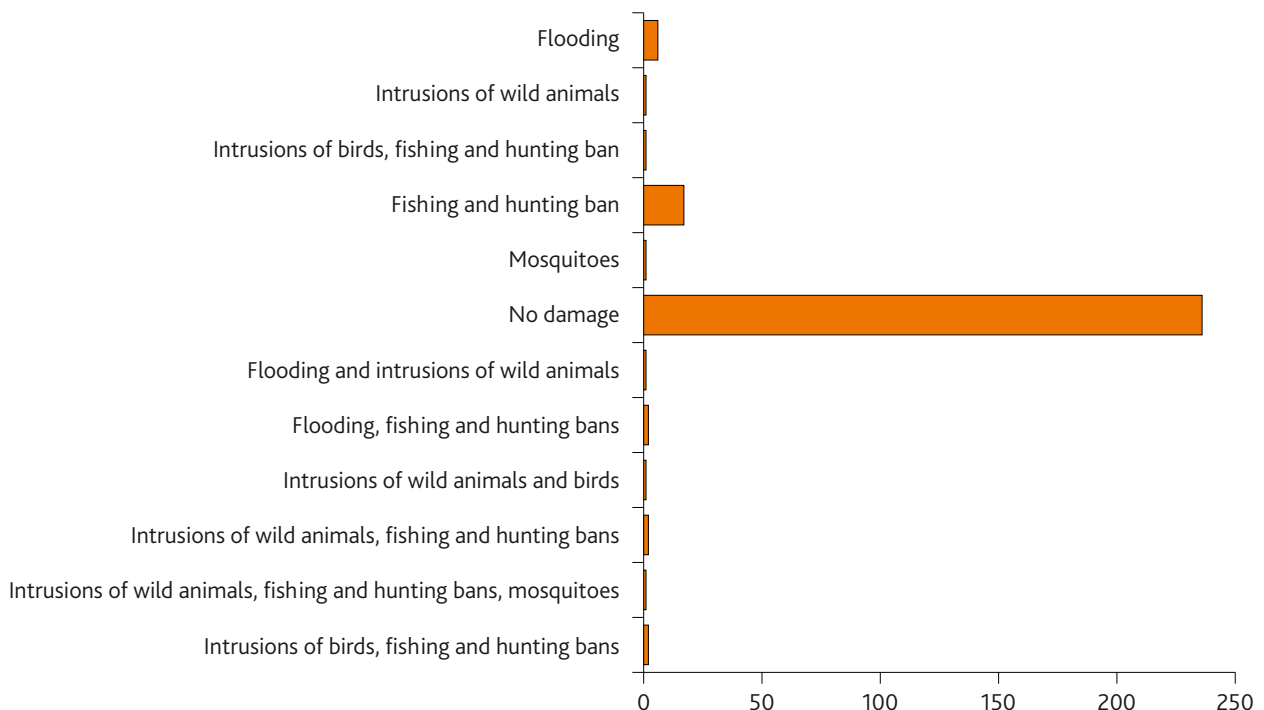 Flooding
Intrusions of wild animals
Intrusions of birds, fishing and hunting ban
Fishing and hunting ban
Mosquitoes
No damage
Flooding and intrusions of wild animals
Flooding, fishing and hunting bans
Intrusions of wild animals and birds
Intrusions of wild animals, fishing and hunting bans
Intrusions of wild animals, fishing and hunting bans, mosquitoes
Intrusions of birds, fishing and hunting bans
0 50 100 150 200 250